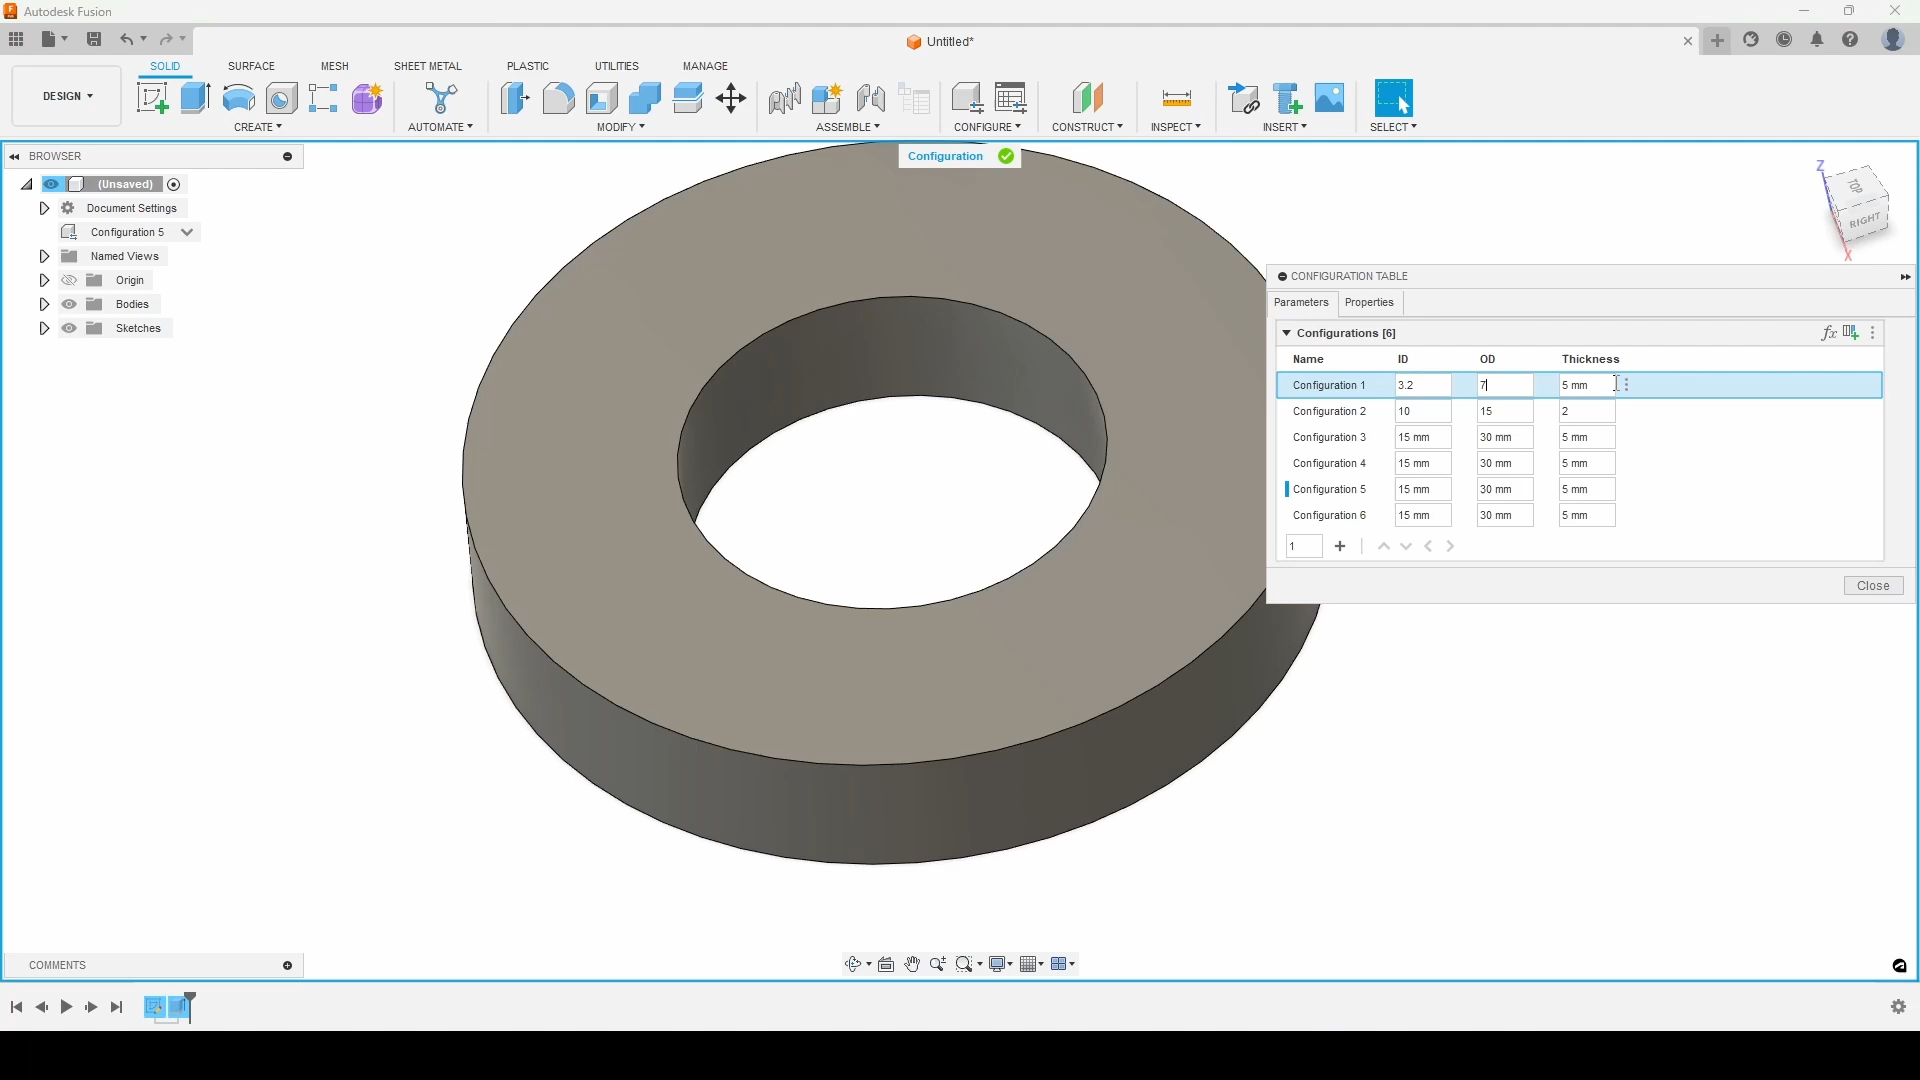 Autodesk Fusion
Untitled*
DESIGN
SOLID SURFACE MESH SHEET METAL PLASTIC UTILITIES MANAGE
CREATE AUTOMATE MODIFY ASSEMBLE CONFIGURE CONSTRUCT INSPECT INSERT SELECT
BROWSER
Configuration
(Unsaved)
Document Settings
Configuration 5
Named Views
Origin
Bodies
Sketches
Z
TOP
RIGHT
X
CONFIGURATION TABLE
Parameters Properties
Configurations [6]
fx
Name ID OD Thickness
Configuration 1 3.2 7 5 mm
Configuration 2 10 15 2
Configuration 3 15 mm 30 mm 5 mm
Configuration 4 15 mm 30 mm 5 mm
Configuration 5 15 mm 30 mm 5 mm
Configuration 6 15 mm 30 mm 5 mm
1
Close
COMMENTS